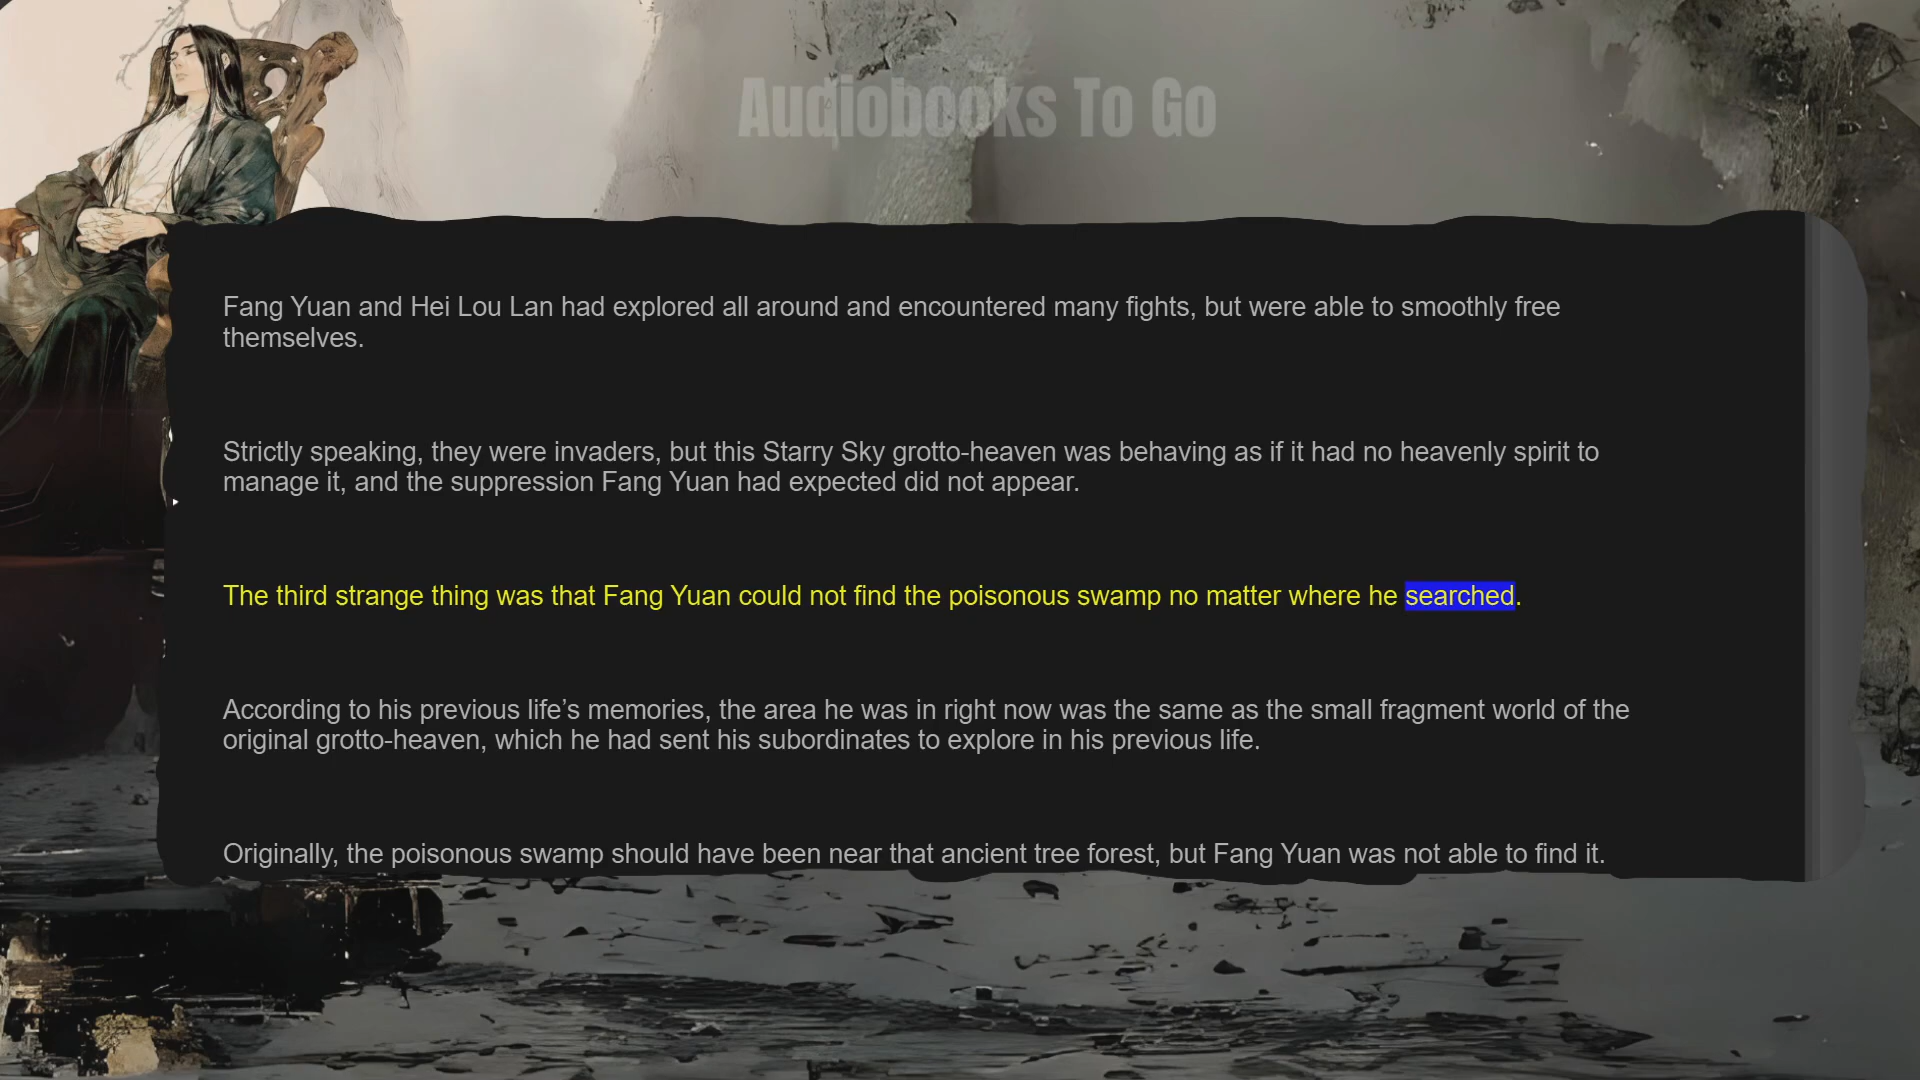 Audiobooks To Go
Fang Yuan and Hei Lou Lan had explored all around and encountered many fights, but were able to smoothly free
themselves.
Strictly speaking, they were invaders, but this Starry Sky grotto-heaven was behaving as if it had no heavenly spirit to
manage it, and the suppression Fang Yuan had expected did not appear.
The third strange thing was that Fang Yuan could not find the poisonous swamp no matter where he searched.
According to his previous life’s memories, the area he was in right now was the same as the small fragment world of the
original grotto-heaven, which he had sent his subordinates to explore in his previous life.
Originally, the poisonous swamp should have been near that ancient tree forest, but Fang Yuan was not able to find it.